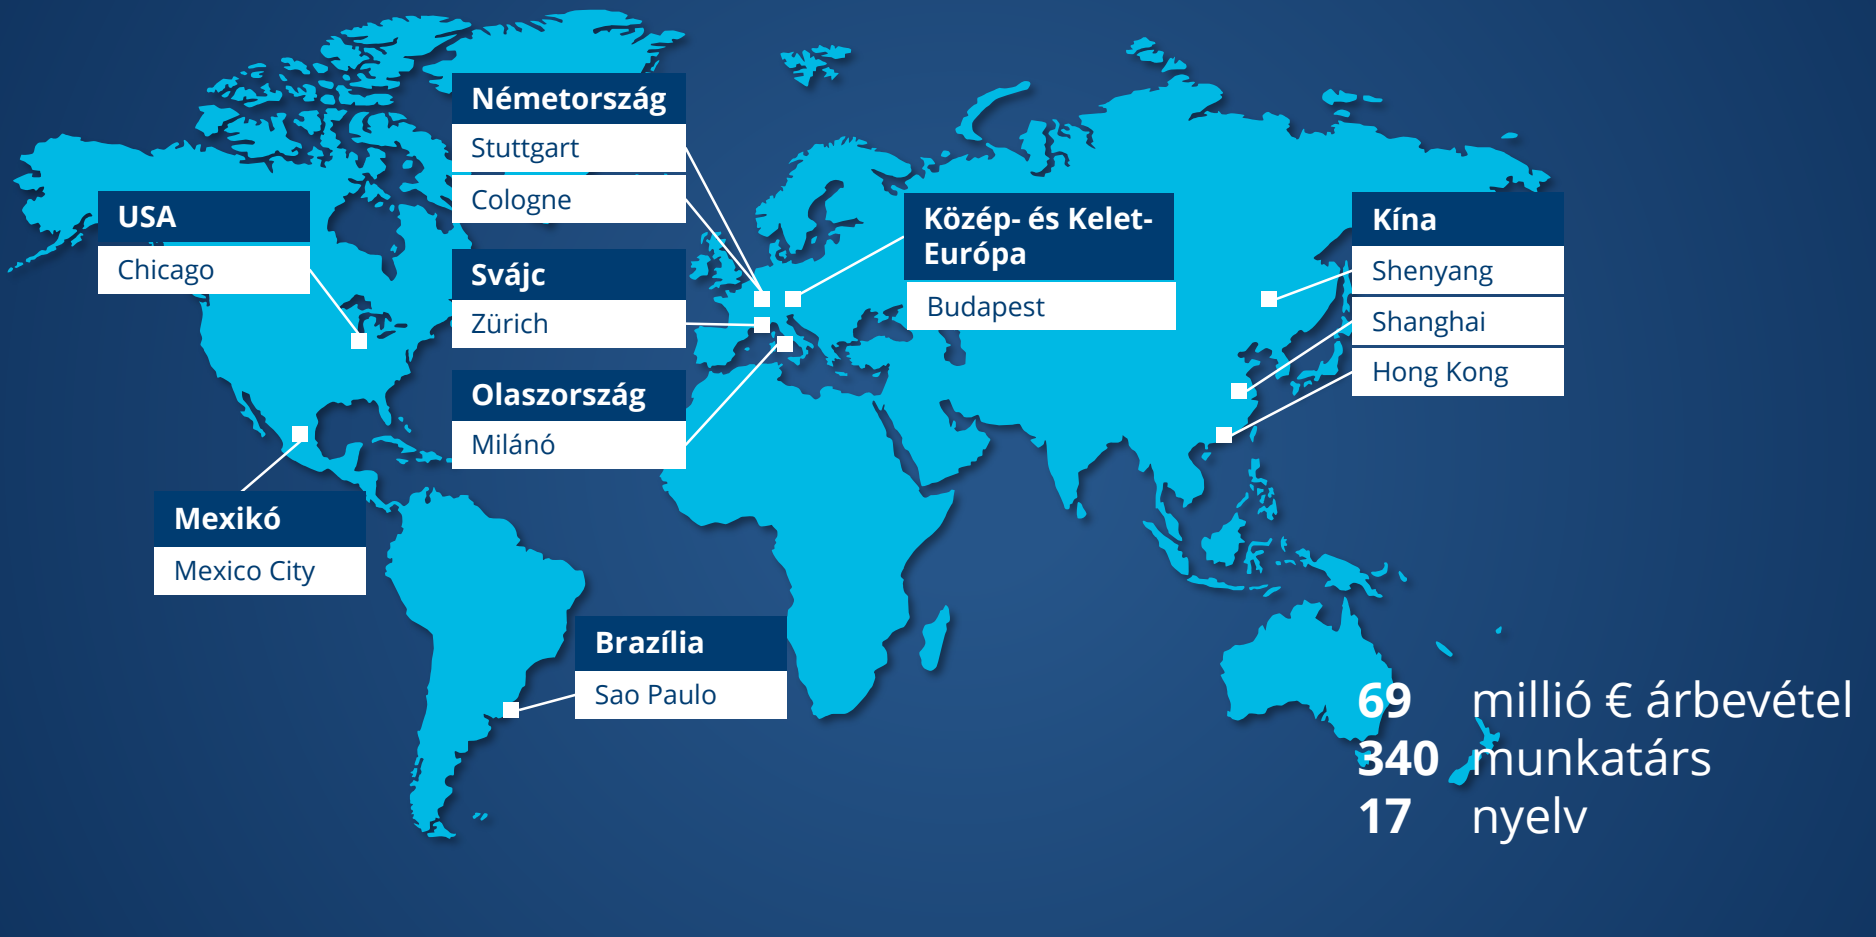 Németország
Stuttgart
Cologne
USA
Chicago
Svájc
Zürich
Olaszország
Milánó
Közép- és Kelet-
Európa
Budapest
Kína
Shenyang
Shanghai
Hong Kong
Mexikó
Mexico City
Brazília
Sao Paulo
69 millió € árbevétel
340 munkatárs
17 nyelv